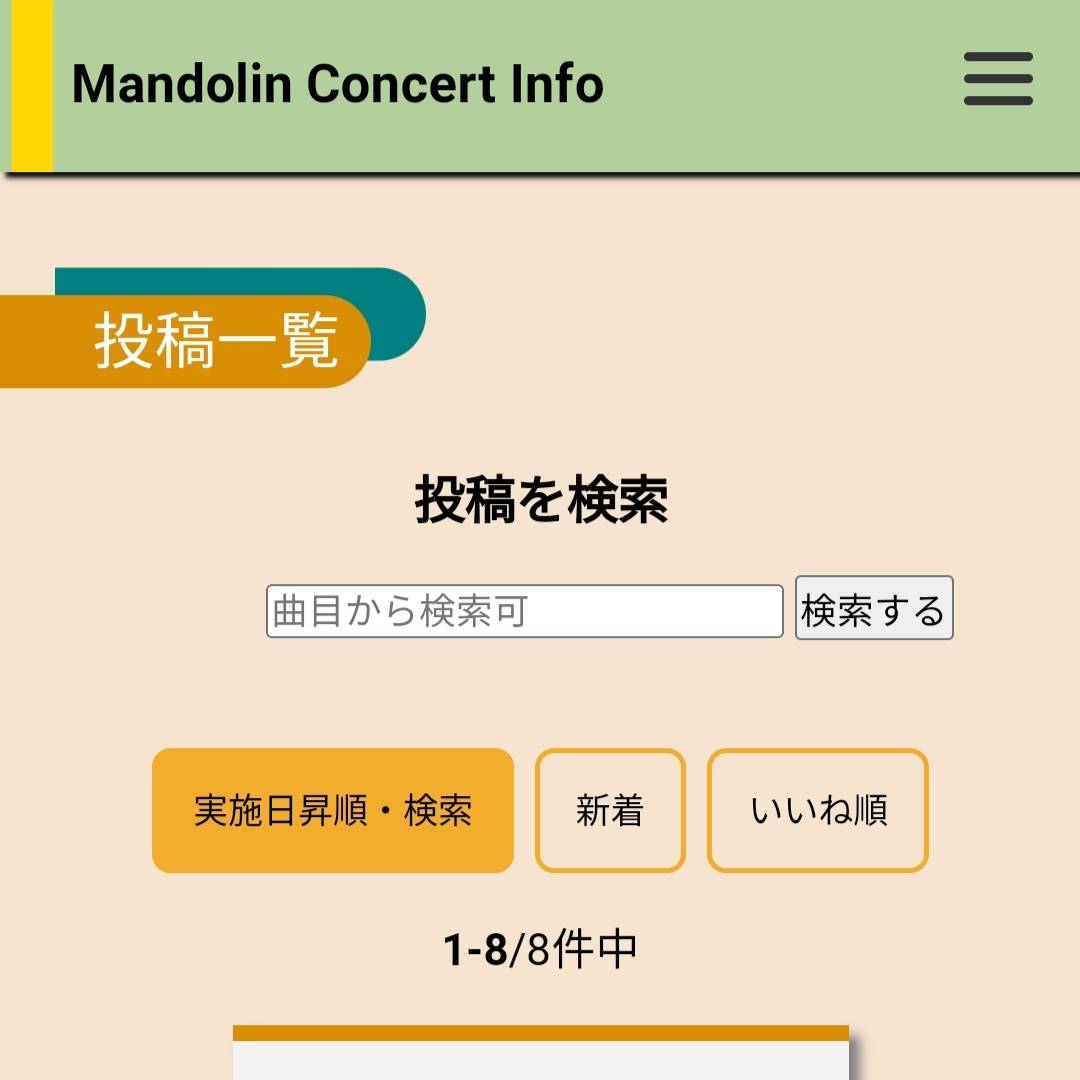 Mandolin Concert Info
投稿一覧
投稿を検索
曲目から検索可 検索する
実施日昇順・検索 新着 いいね順
1-8/8件中